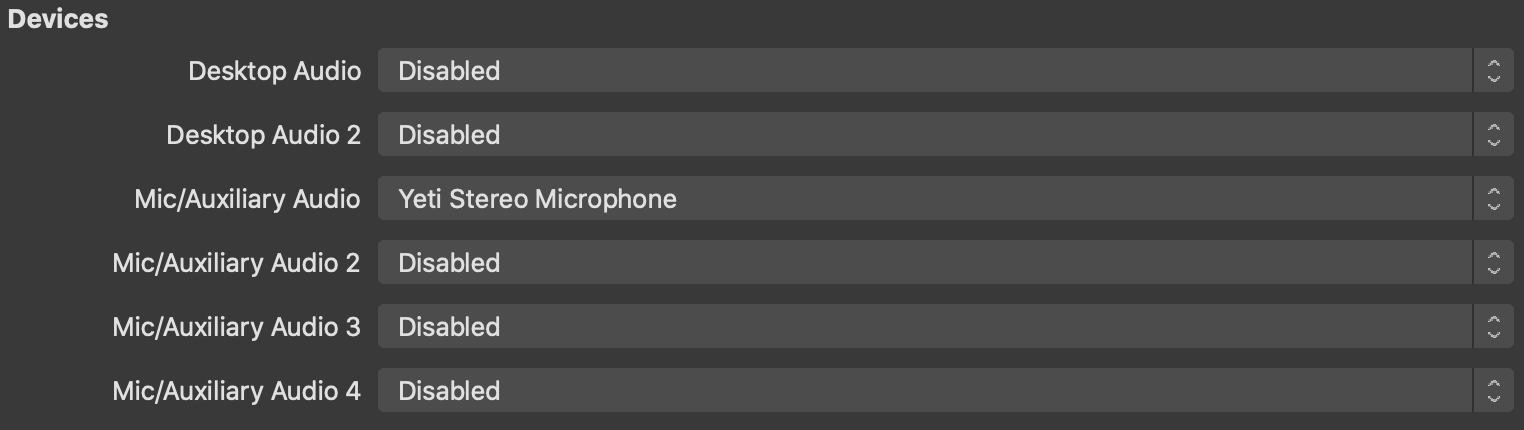 Devices
Desktop Audio Disabled
Desktop Audio 2 Disabled
Mic/Auxiliary Audio Yeti Stereo Microphone
Mic/Auxiliary Audio 2 Disabled
Mic/Auxiliary Audio 3 Disabled
Mic/Auxiliary Audio 4 Disabled